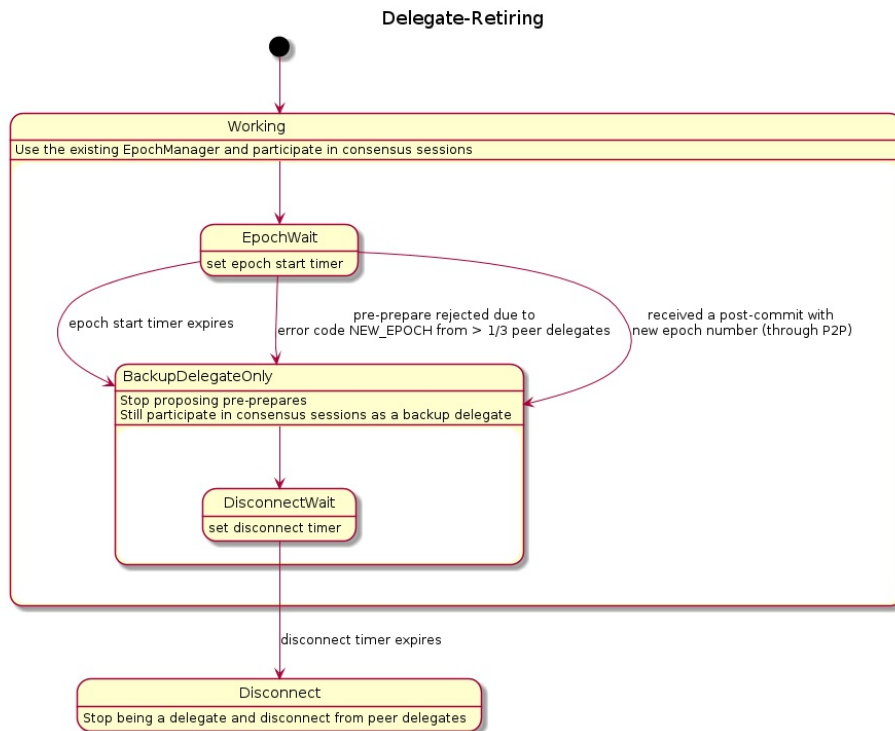 Delegate-Retiring
Working
Use the existing EpochManager and participate in consensus sessions
EpochWait
set epoch start timer
epoch start timer expires
pre-prepare rejected due to
error code NEW_EPOCH from > 1/3 peer delegates
received a post-commit with
new epoch number (through P2P)
BackupDelegateOnly
Stop proposing pre-prepares
Still participate in consensus sessions as a backup delegate
DisconnectWait
set disconnect timer
disconnect timer expires
Disconnect
Stop being a delegate and disconnect from peer delegates